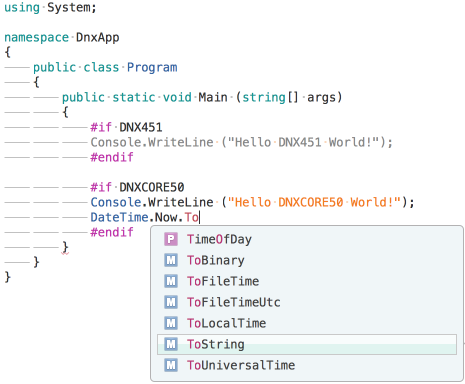 using System;
namespace DnxApp
{
public class Program
{
public static void Main (string[] args)
{
#if DNX451
Console.WriteLine ("Hello DNX451 World!");
#endif
#if DNXCORE50
Console.WriteLine ("Hello DNXCORE50 World!");
DateTime.Now.To
#endif
}
}
}
P TimeOfDay
M ToBinary
M ToFileTime
M ToFileTimeUtc
M ToLocalTime
M ToString
M ToUniversalTime